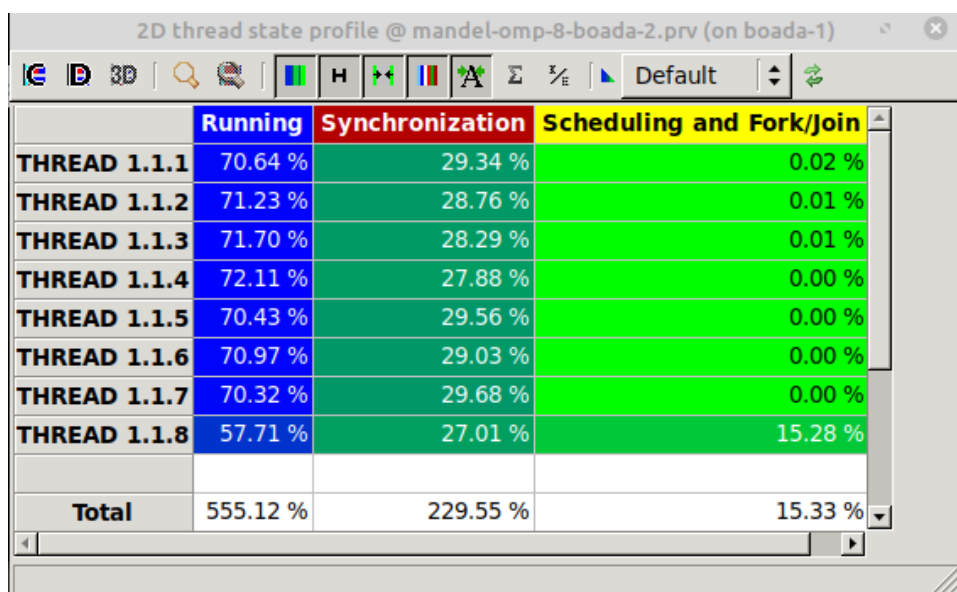 2D thread state profile @ mandel-omp-8-boada-2.prv (on boada-1)
3D H Σ Default
Running Synchronization Scheduling and Fork/Join
THREAD 1.1.1 70.64 % 29.34 % 0.02 %
THREAD 1.1.2 71.23 % 28.76 % 0.01 %
THREAD 1.1.3 71.70 % 28.29 % 0.01 %
THREAD 1.1.4 72.11 % 27.88 % 0.00 %
THREAD 1.1.5 70.43 % 29.56 % 0.00 %
THREAD 1.1.6 70.97 % 29.03 % 0.00 %
THREAD 1.1.7 70.32 % 29.68 % 0.00 %
THREAD 1.1.8 57.71 % 27.01 % 15.28 %
Total 555.12 % 229.55 % 15.33 %